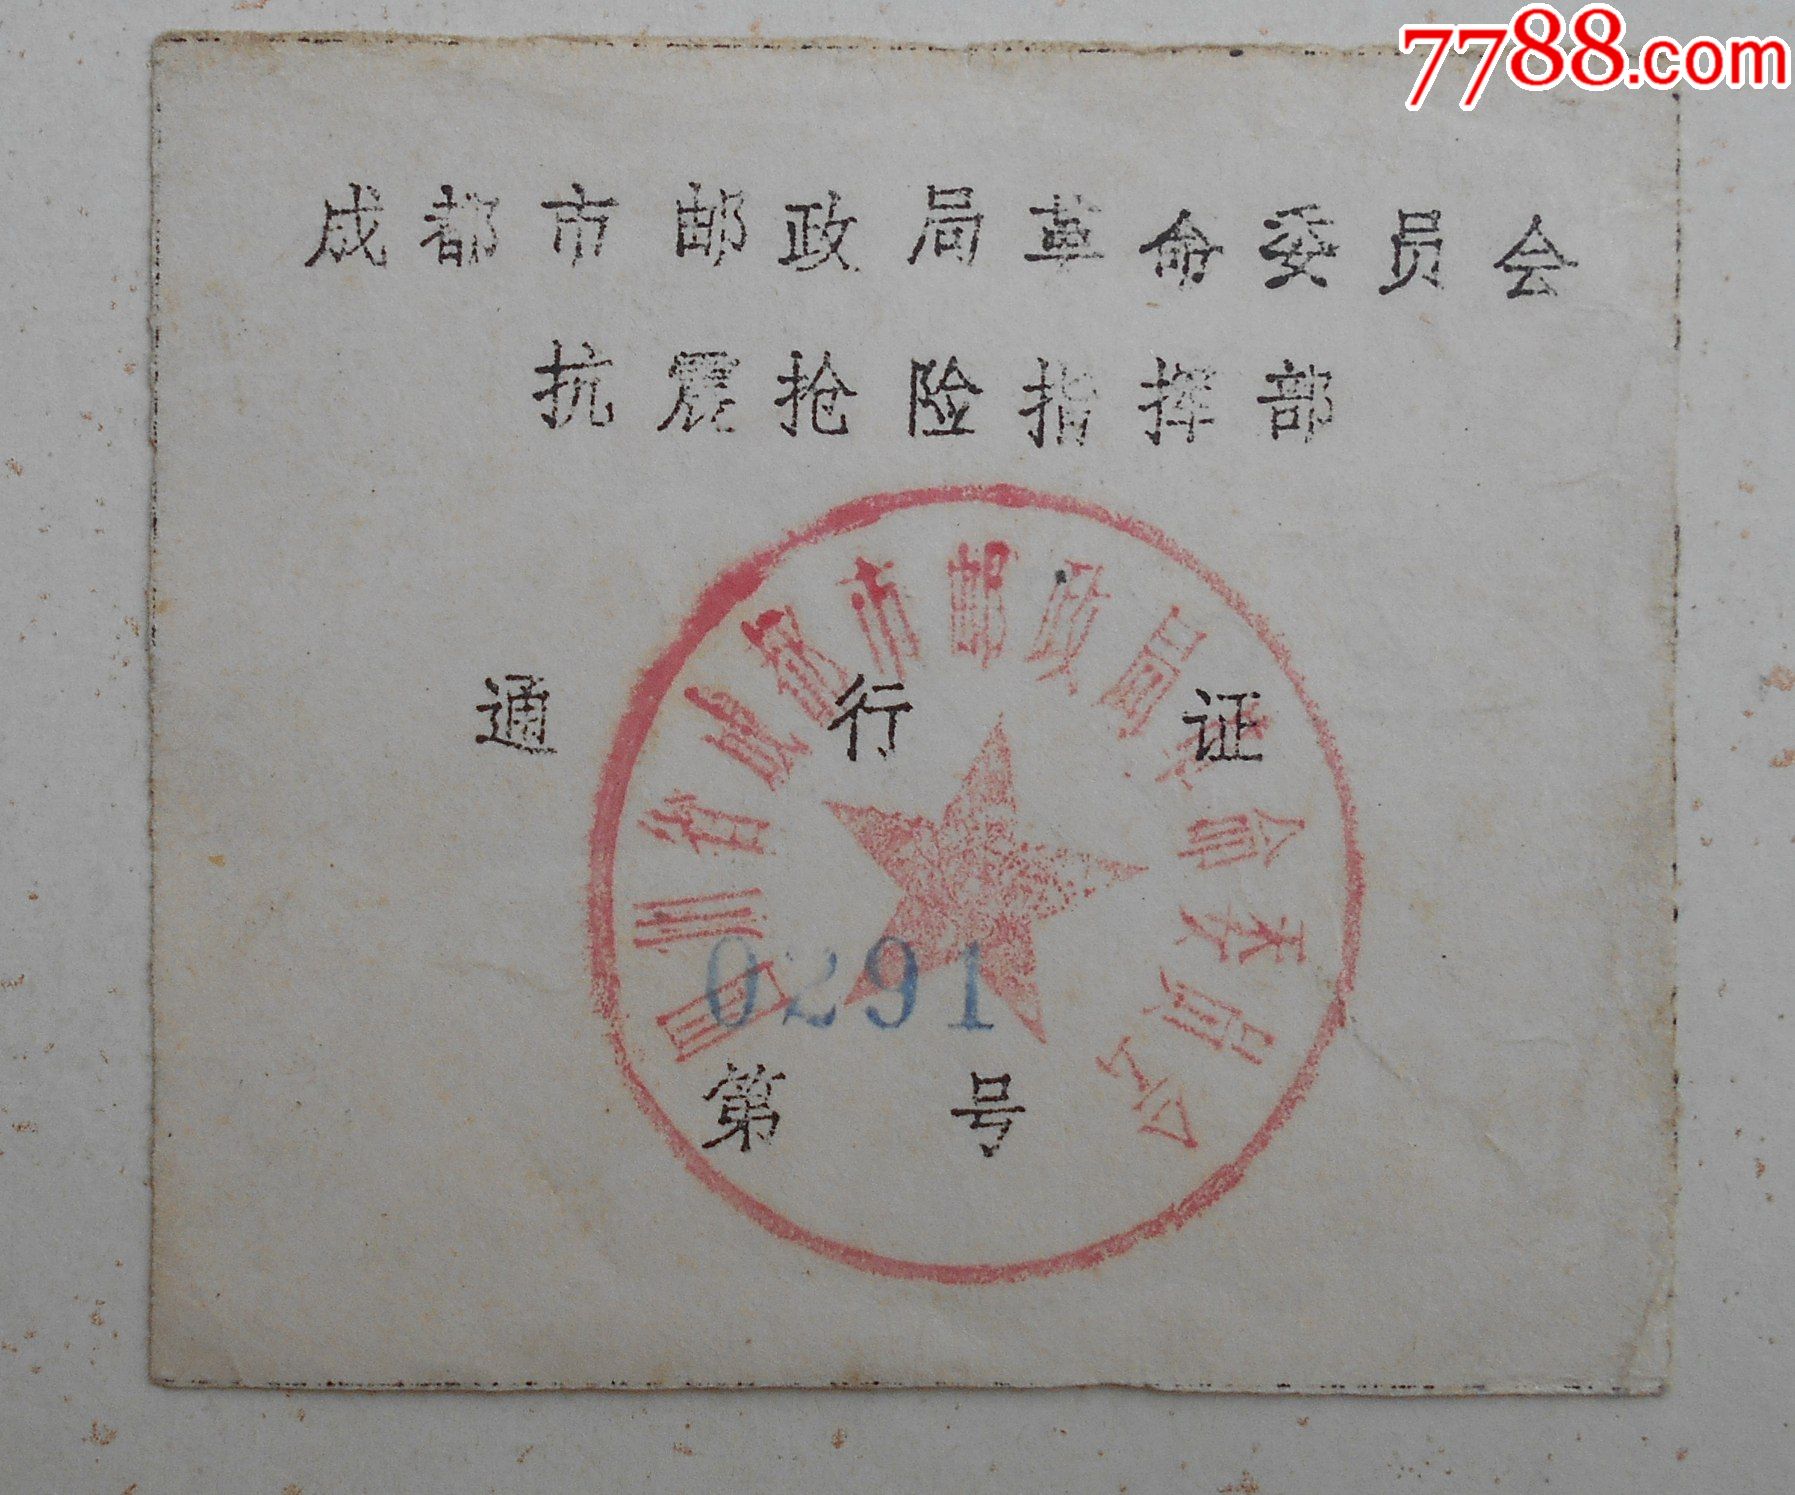 7788.com
成都市邮政局革命委员会
抗震抢险指挥部
通行证
四川省成都市邮政局革命委员会
0291
第 号